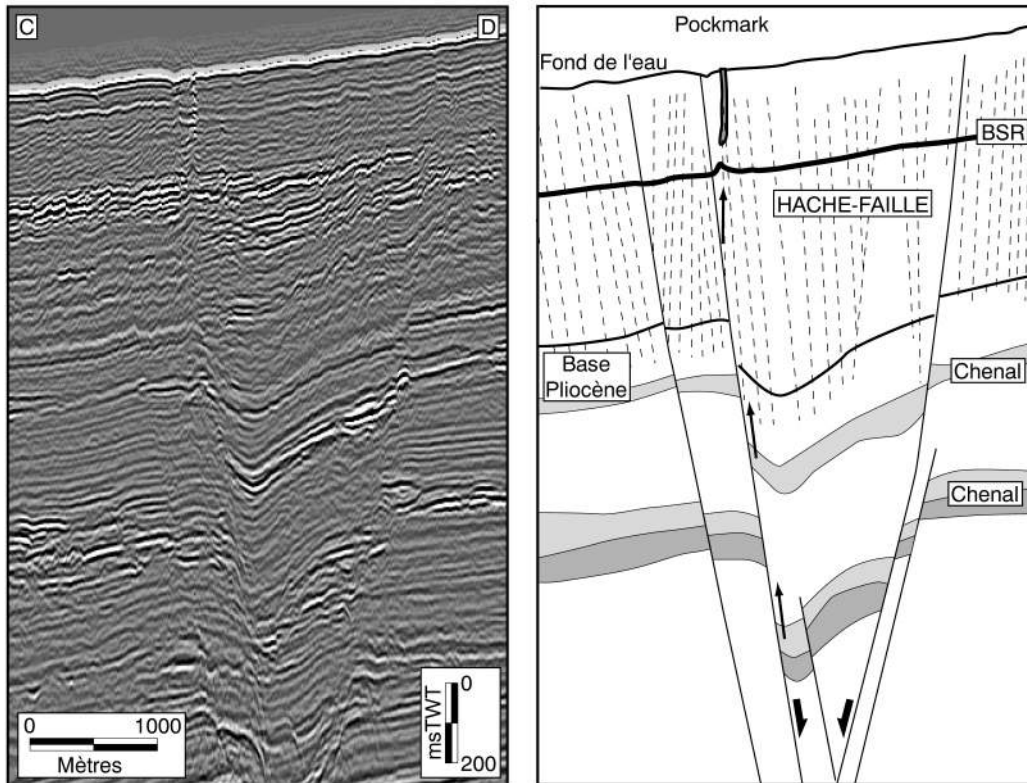 C
D
0
1000
Mètres
msTWT
0
200
Pockmark
Fond de l'eau
BSR
HACHE-FAILLE
Base
Pliocène
Chenal
Chenal